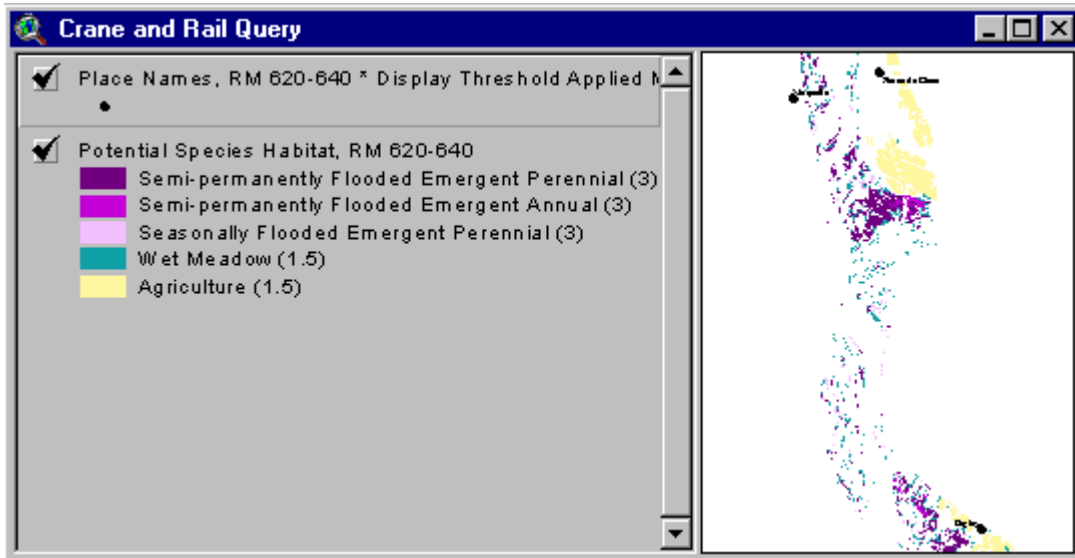 Crane and Rail Query
Place Names, RM 620-640 * Display Threshold Applied
Potential Species Habitat, RM 620-640
Semi-permanently Flooded Emergent Perennial (3)
Semi-permanently Flooded Emergent Annual (3)
Seasonally Flooded Emergent Perennial (3)
Wet Meadow (1.5)
Agriculture (1.5)